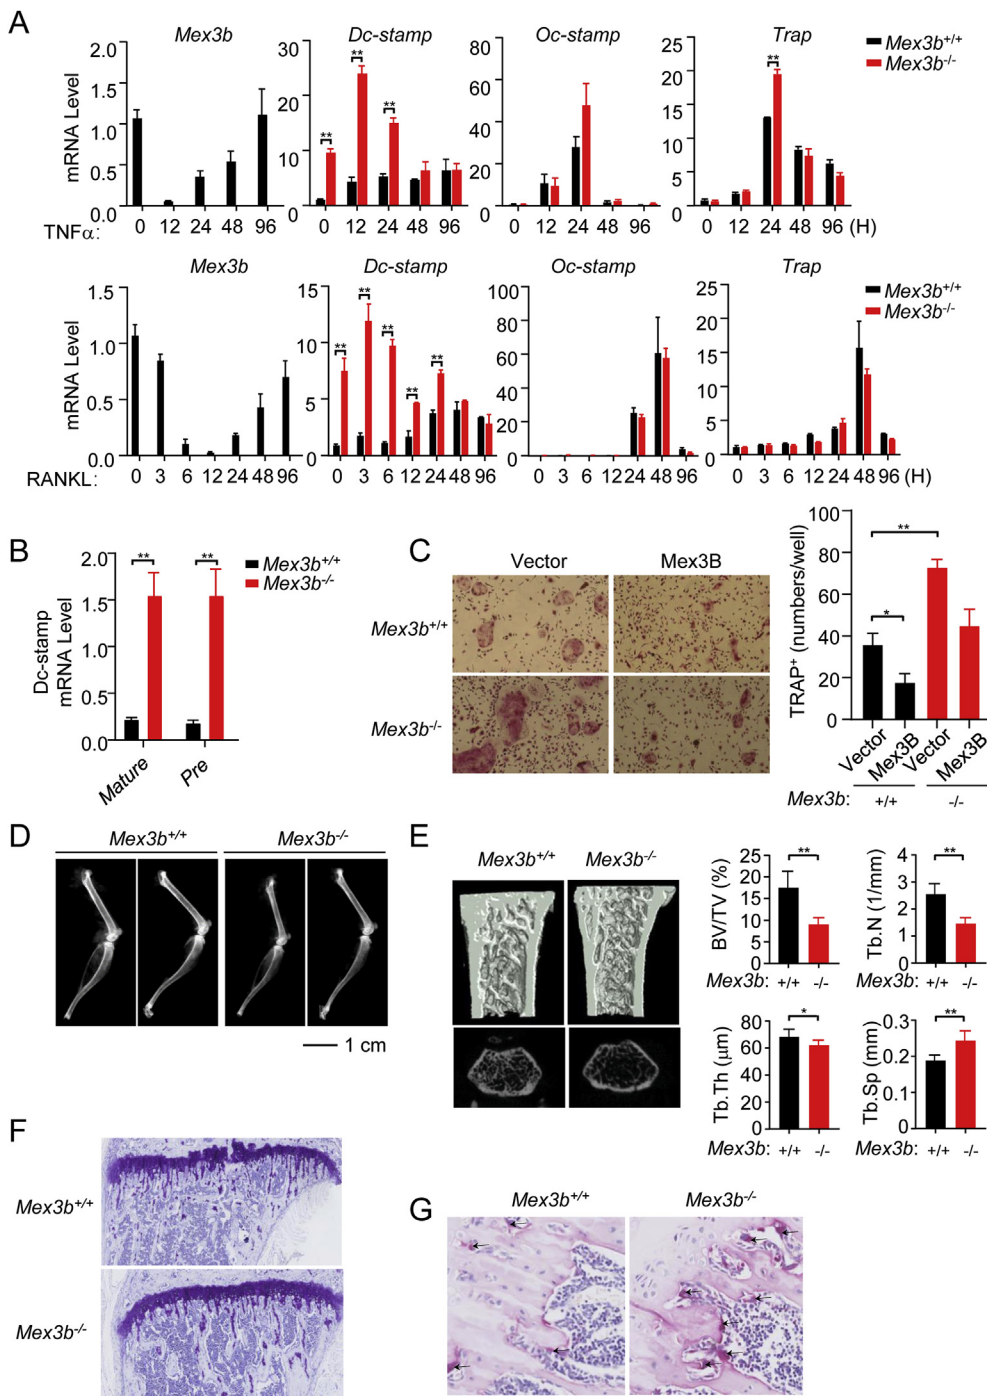 A
Mex3b Dc-stamp Oc-stamp Trap
Mex3b+/+
Mex3b-/-
mRNA Level
2.0
1.5
1.0
0.5
0.0
30
20
10
0
80
60
40
20
0
25
20
15
10
5
0
** ** ** **
TNFα: 0 12 24 48 96 0 12 24 48 96 0 12 24 48 96 0 12 24 48 96 (H)
Mex3b Dc-stamp Oc-stamp Trap
Mex3b+/+
Mex3b-/-
mRNA Level
1.5
1.0
0.5
0.0
15
10
5
0
100
80
60
40
20
0
25
20
15
10
5
0
** ** ** ** **
RANKL: 0 3 6 12 24 48 96 0 3 6 12 24 48 96 0 3 6 12 24 48 96 0 3 6 12 24 48 96 (H)
B
Dc-stamp
mRNA Level
2.0
1.5
1.0
0.5
0.0
** **
Mex3b+/+
Mex3b-/-
Mature Pre
C
Vector Mex3B
Mex3b+/+
Mex3b-/-
TRAP+ (numbers/well)
100
80
60
40
20
0
**
*
Vector Mex3B Vector Mex3B
Mex3b: +/+ -/-
D
Mex3b+/+ Mex3b-/-
1 cm
E
Mex3b+/+ Mex3b-/-
BV/TV (%)
25
20
15
10
5
0
**
Mex3b: +/+ -/-
Tb.N (1/mm)
4
3
2
1
0
**
Mex3b: +/+ -/-
Tb.Th (μm)
80
60
40
20
0
*
Mex3b: +/+ -/-
Tb.Sp (mm)
0.3
0.2
0.1
0
**
Mex3b: +/+ -/-
F
Mex3b+/+
Mex3b-/-
G
Mex3b+/+ Mex3b-/-